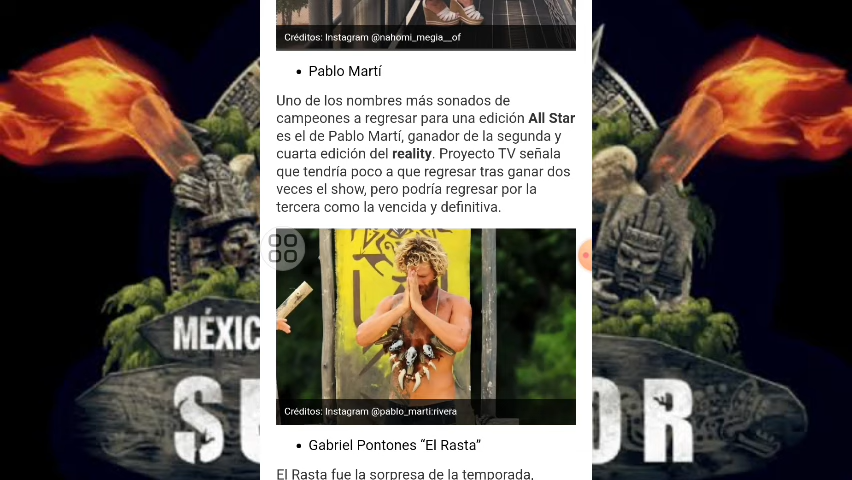 Créditos: Instagram @nahomi_megia__of
• Pablo Martí
Uno de los nombres más sonados de
campeones a regresar para una edición All Star
es el de Pablo Martí, ganador de la segunda y
cuarta edición del reality. Proyecto TV señala
que tendría poco a que regresar tras ganar dos
veces el show, pero podría regresar por la
tercera como la vencida y definitiva.
MÉXIC
SU
OR
Créditos: Instagram @pablo_marti:rivera
• Gabriel Pontones “El Rasta”
El Rasta fue la sorpresa de la temporada,